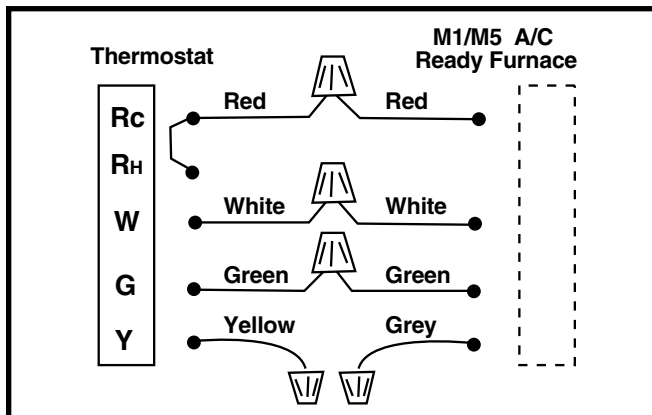 Thermostat
M1/M5 A/C
Ready Furnace
Rc Red Red
RH
W White White
G Green Green
Y Yellow Grey